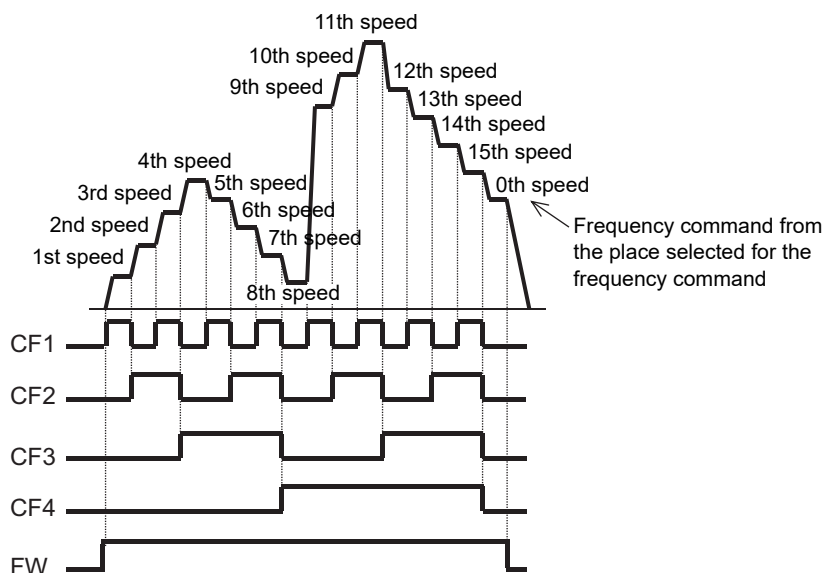 11th speed
10th speed
12th speed
9th speed
13th speed
14th speed
4th speed
15th speed
5th speed
0th speed
3rd speed
6th speed
2nd speed
7th speed
1st speed
8th speed
Frequency command from
the place selected for the
frequency command
CF1
CF2
CF3
CF4
FW